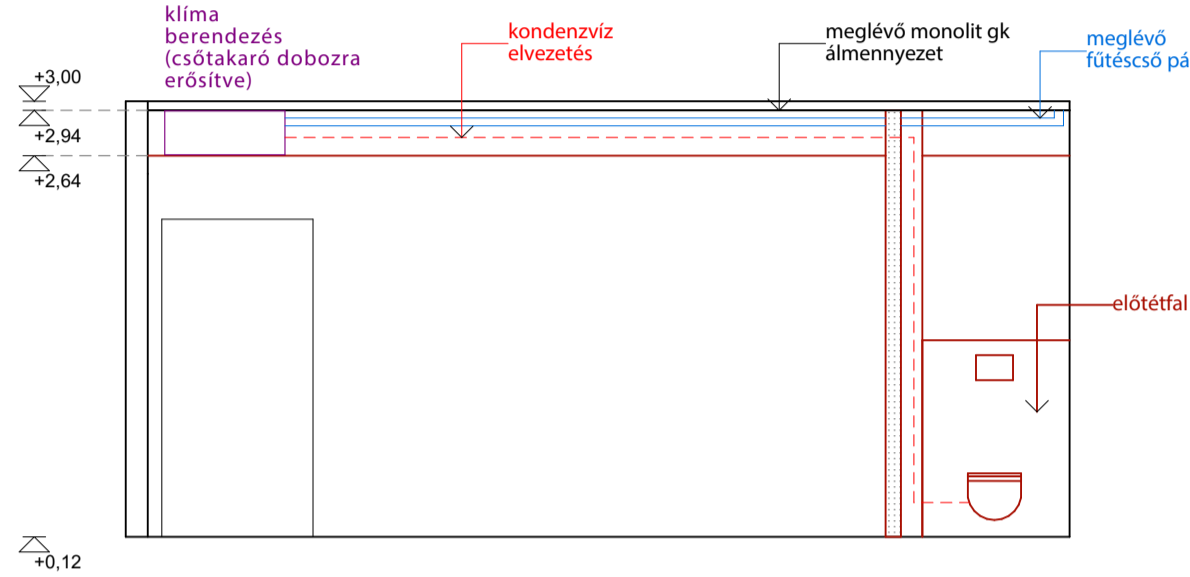 klíma
berendezés
(csőtakaró dobozra
erősítve)
kondenzvíz
elvezetés
meglévő monolit gk
álmennyezet
meglévő
fűtéscső pá
+3,00
+2,94
+2,64
előtétfal
+0,12